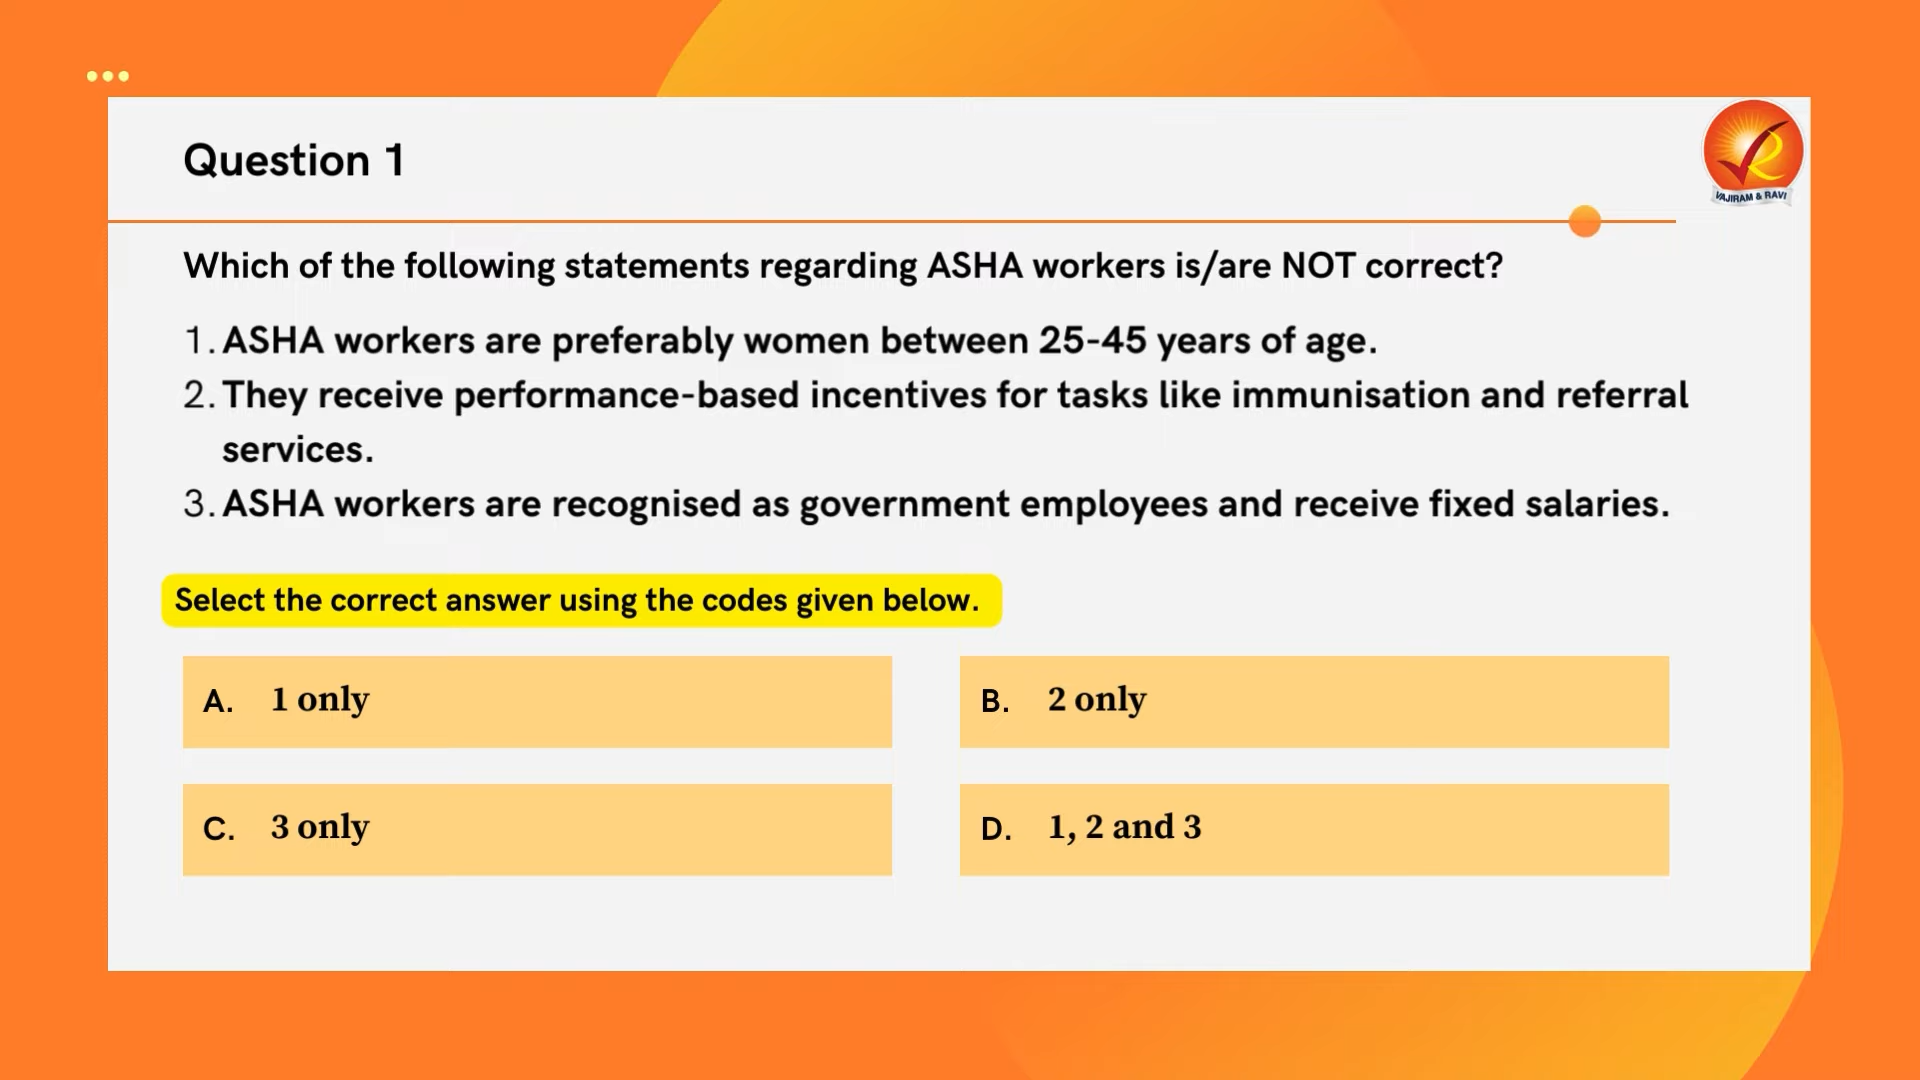 Question 1
VAJIRAM & RAVI
Which of the following statements regarding ASHA workers is/are NOT correct?
1. ASHA workers are preferably women between 25-45 years of age.
2. They receive performance-based incentives for tasks like immunisation and referral
services.
3. ASHA workers are recognised as government employees and receive fixed salaries.
Select the correct answer using the codes given below.
A. 1 only
B. 2 only
C. 3 only
D. 1, 2 and 3